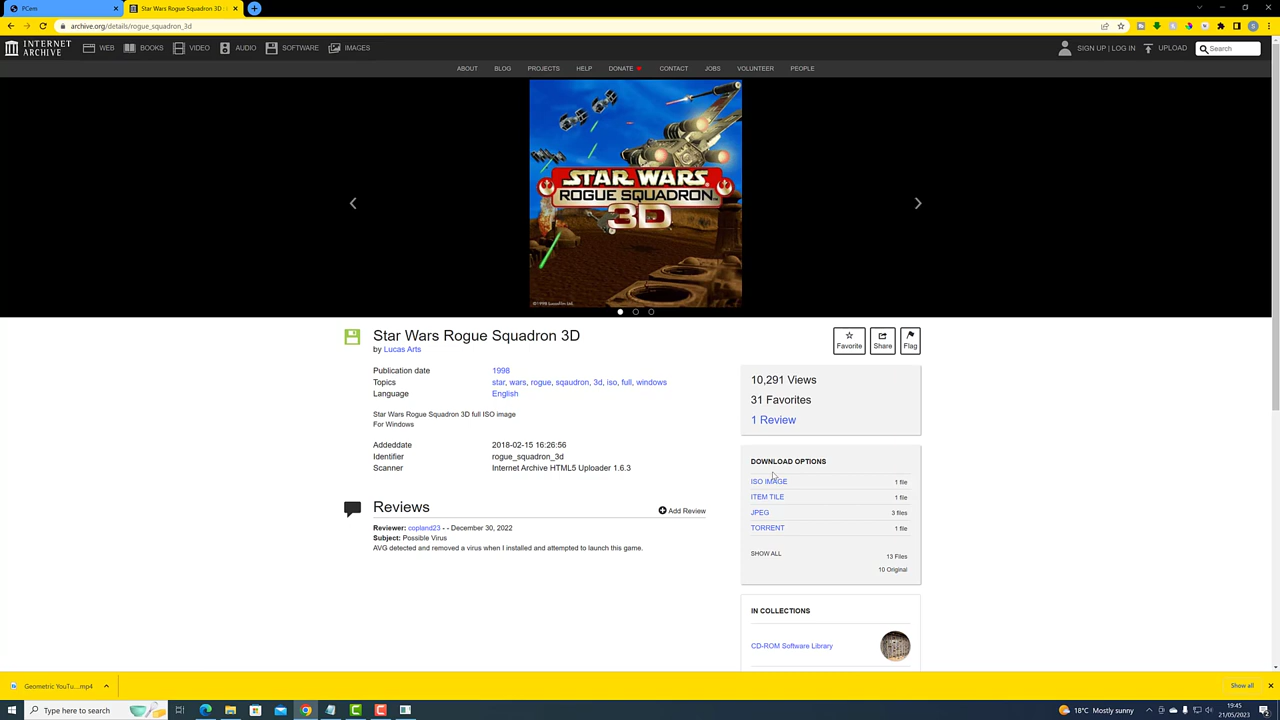 PCem
Star Wars Rogue Squadron 3D :
archive.org/details/rogue_squadron_3d
INTERNET ARCHIVE
WEB BOOKS VIDEO AUDIO SOFTWARE IMAGES
SIGN UP | LOG IN UPLOAD Search
ABOUT BLOG PROJECTS HELP DONATE CONTACT JOBS VOLUNTEER PEOPLE
STAR WARS
ROGUE SQUADRON
3D
Star Wars Rogue Squadron 3D
by Lucas Arts
Favorite Share Flag
Publication date 1998
Topics star, wars, rogue, sqaudron, 3d, iso, full, windows
Language English
Star Wars Rogue Squadron 3D full ISO image
For Windows
Addeddate 2018-02-15 16:26:56
Identifier rogue_squadron_3d
Scanner Internet Archive HTML5 Uploader 1.6.3
10,291 Views
31 Favorites
1 Review
DOWNLOAD OPTIONS
ISO IMAGE 1 file
ITEM TILE 1 file
JPEG 3 files
TORRENT 1 file
SHOW ALL 13 Files
10 Original
Reviews
Add Review
Reviewer: copland23 - - December 30, 2022
Subject: Possible Virus
AVG detected and removed a virus when I installed and attempted to launch this game.
IN COLLECTIONS
CD-ROM Software Library
Geometric YouTu....mp4
Show all
Type here to search
18°C Mostly sunny
19:45
21/05/2023